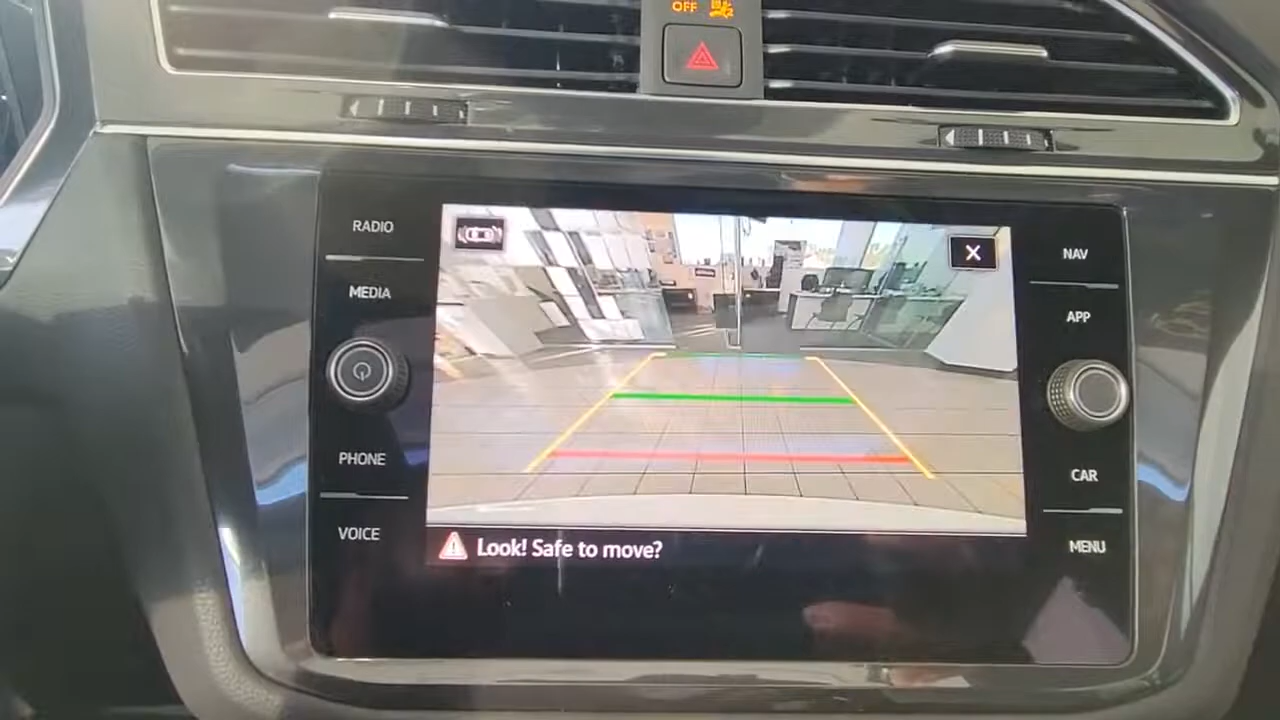 OFF
RADIO
MEDIA
PHONE
VOICE
X
NAV
APP
CAR
MENU
Look! Safe to move?